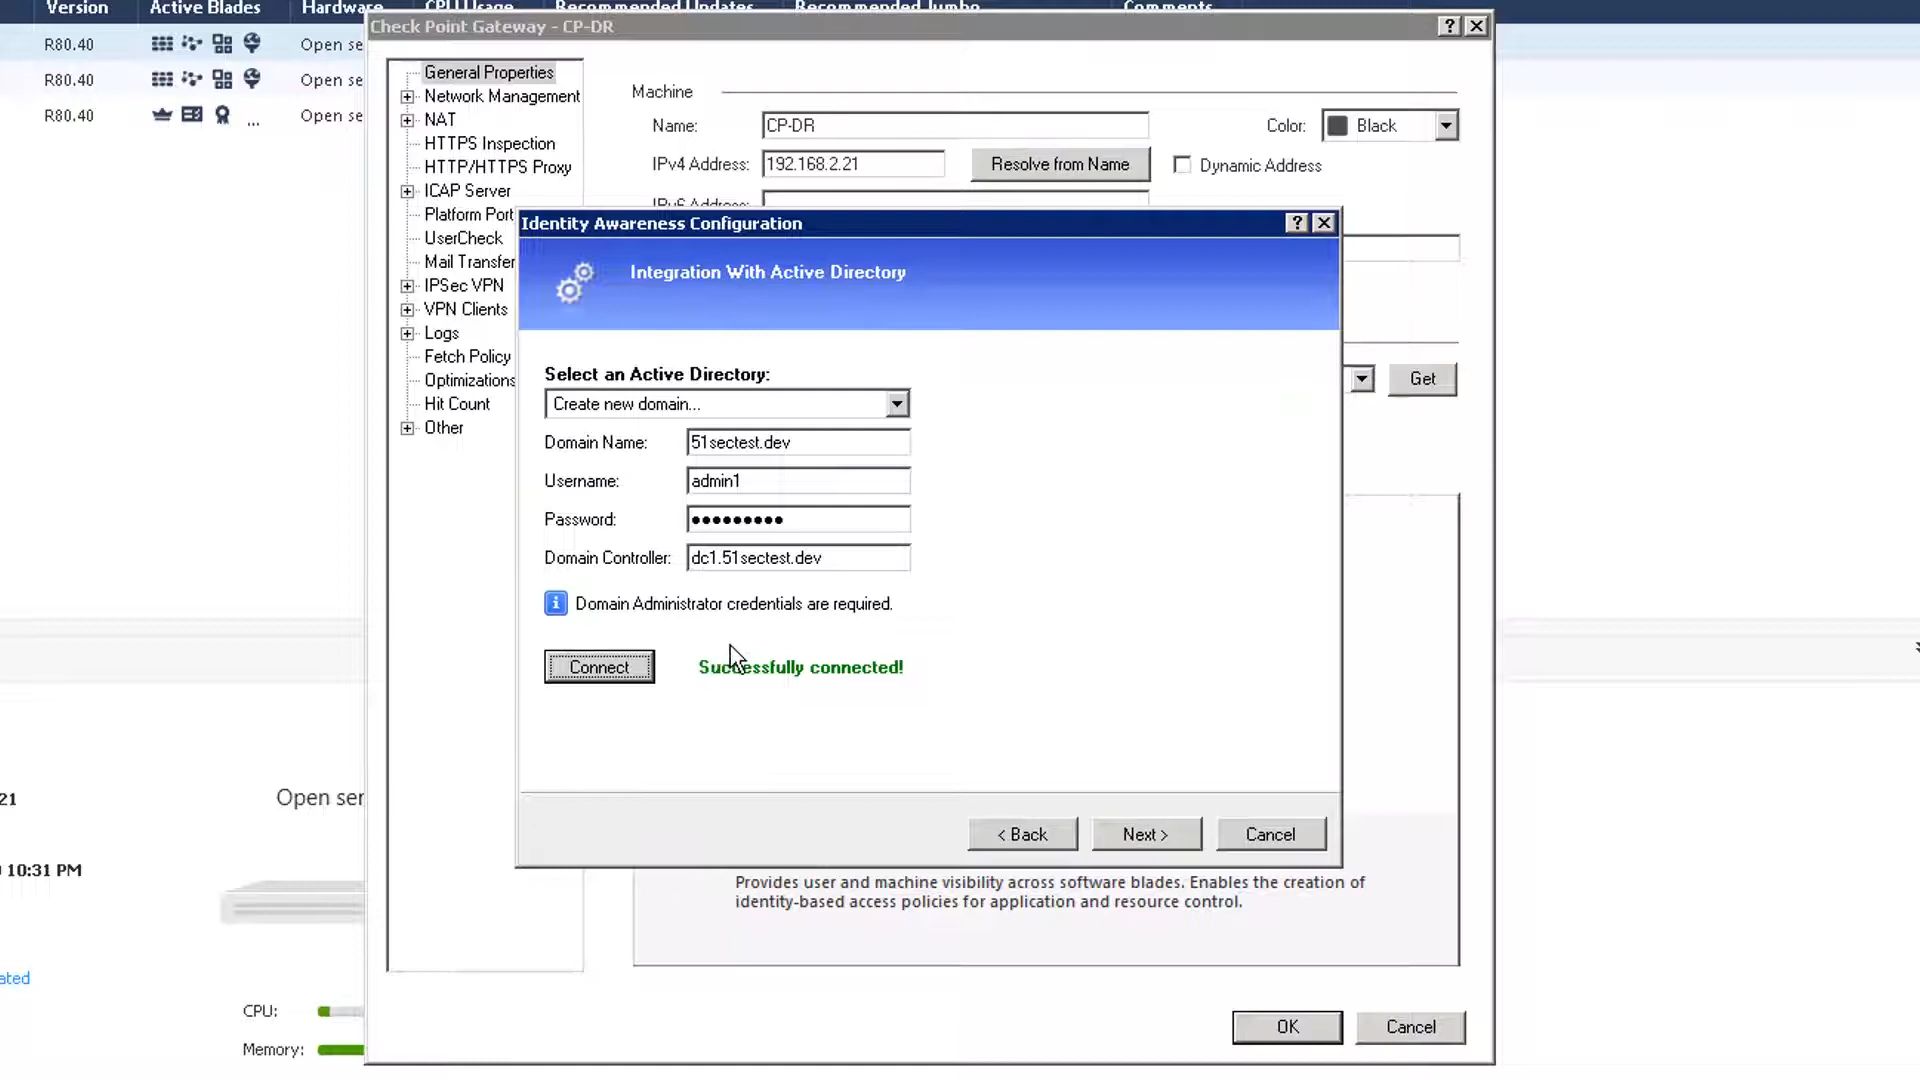 Version Active Blades Hardware CPU Usage Recommended Updates Recommended Jumbo Comments
Check Point Gateway - CP-DR
R80.40 Open se
R80.40 Open se
R80.40 ... Open se
General Properties
Network Management
NAT
HTTPS Inspection
HTTP/HTTPS Proxy
ICAP Server
Platform Port
UserCheck
Mail Transfer
IPSec VPN
VPN Clients
Logs
Fetch Policy
Optimizations
Hit Count
Other
Machine
Name: CP-DR Color: Black
IPv4 Address: 192.168.2.21 Resolve from Name Dynamic Address
IPv6 Address:
Get
Identity Awareness Configuration
Integration With Active Directory
Select an Active Directory:
Create new domain...
Domain Name: 51sectest.dev
Username: admin1
Password: •••••••••
Domain Controller: dc1.51sectest.dev
Domain Administrator credentials are required.
Connect Successfully connected!
< Back Next > Cancel
Provides user and machine visibility across software blades. Enables the creation of
identity-based access policies for application and resource control.
OK Cancel
21
Open ser
10:31 PM
ated
CPU:
Memory: